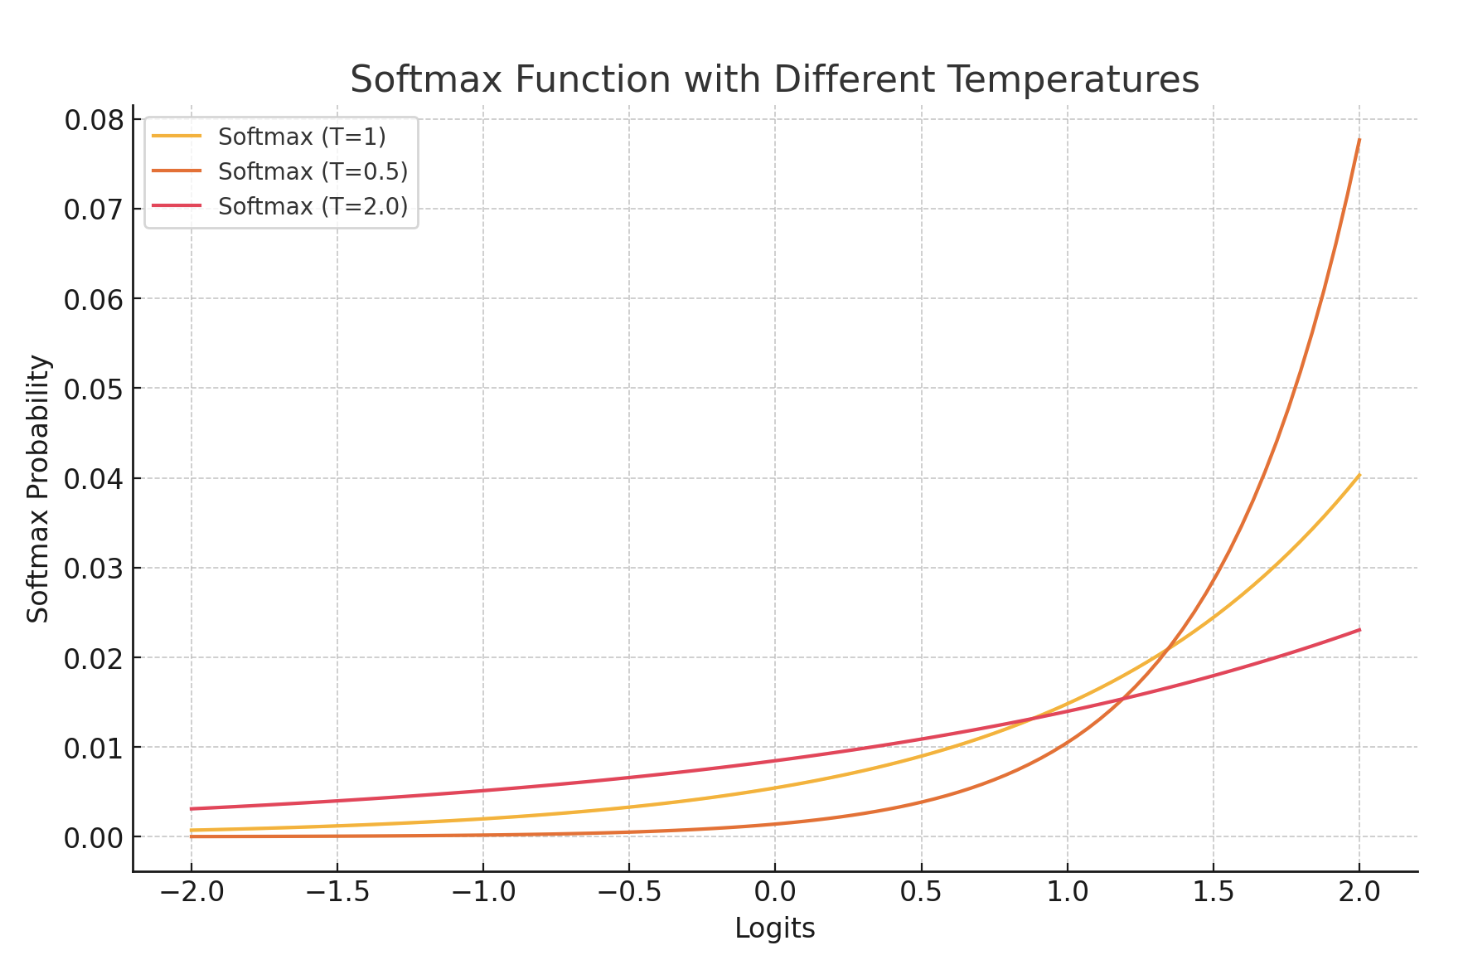 Softmax Function with Different Temperatures
Softmax (T=1)
Softmax (T=0.5)
Softmax (T=2.0)
Softmax Probability
0.08
0.07
0.06
0.05
0.04
0.03
0.02
0.01
0.00
−2.0 −1.5 −1.0 −0.5 0.0 0.5 1.0 1.5 2.0
Logits